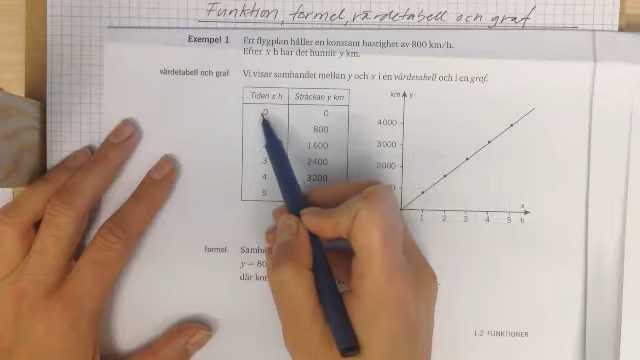 Funktion, formel, värdetabell och graf
Exempel 1 Ett flygplan håller en konstant hastighet av 800 km/h.
Efter x h har det hunnit y km.
värdetabell och graf Vi visar sambandet mellan y och x i en värdetabell och i en graf.
Tiden x h Sträckan y km
0 0
800
1600
3 2400
4 3200
5
km y
4000
3000
2000
1 2 3 4 5 x
h
formel
y = 80
där
1.2 FUNKTIONER